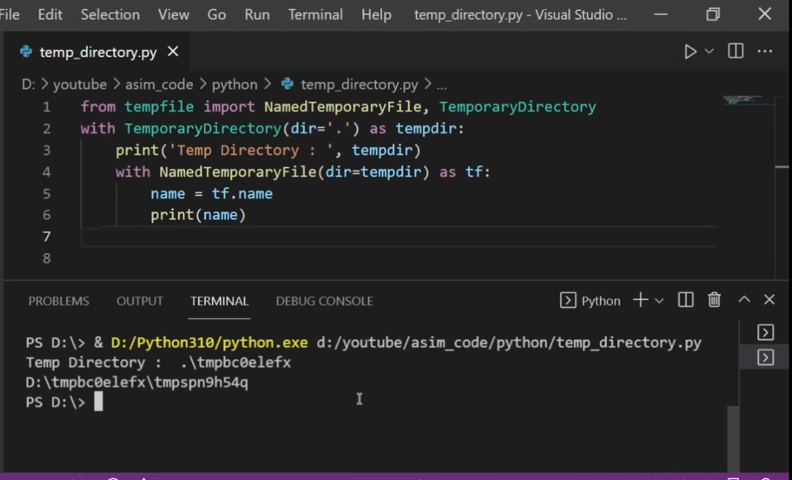 File Edit Selection View Go Run Terminal Help temp_directory.py - Visual Studio ...
temp_directory.py
D: > youtube > asim_code > python > temp_directory.py > ...
1 from tempfile import NamedTemporaryFile, TemporaryDirectory
2 with TemporaryDirectory(dir='.') as tempdir:
3 print('Temp Directory : ', tempdir)
4 with NamedTemporaryFile(dir=tempdir) as tf:
5 name = tf.name
6 print(name)
7
8
PROBLEMS OUTPUT TERMINAL DEBUG CONSOLE Python
PS D:\> & D:/Python310/python.exe d:/youtube/asim_code/python/temp_directory.py
Temp Directory :  .\tmpbc0elefx
D:\tmpbc0elefx\tmpspn9h54q
PS D:\>